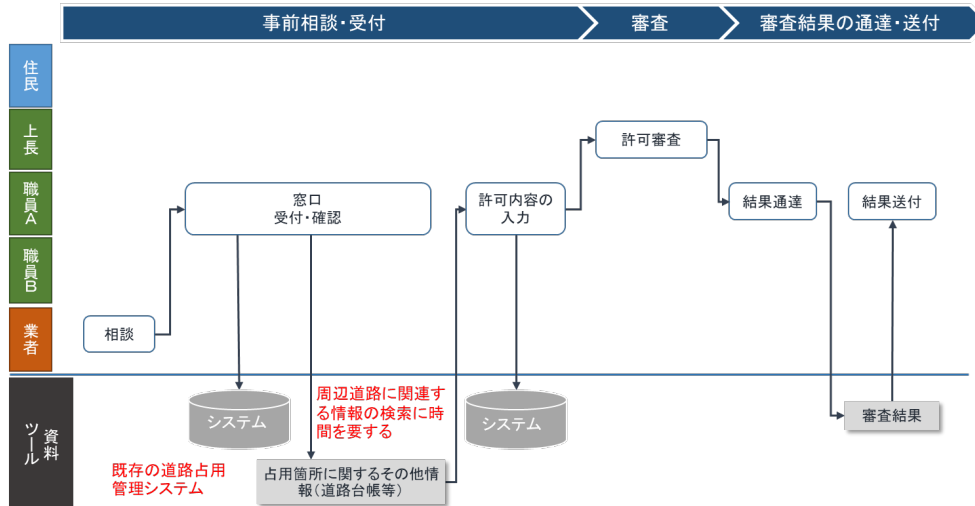 事前相談・受付
審査
審査結果の通達・送付
住民
上長
職員A
職員B
業者
資料
ツール
許可審査
窓口
受付・確認
許可内容の
入力
結果通達
結果送付
相談
システム
周辺道路に関連す
る情報の検索に時
間を要する
システム
審査結果
既存の道路占用
管理システム
占用箇所に関するその他情
報(道路台帳等)